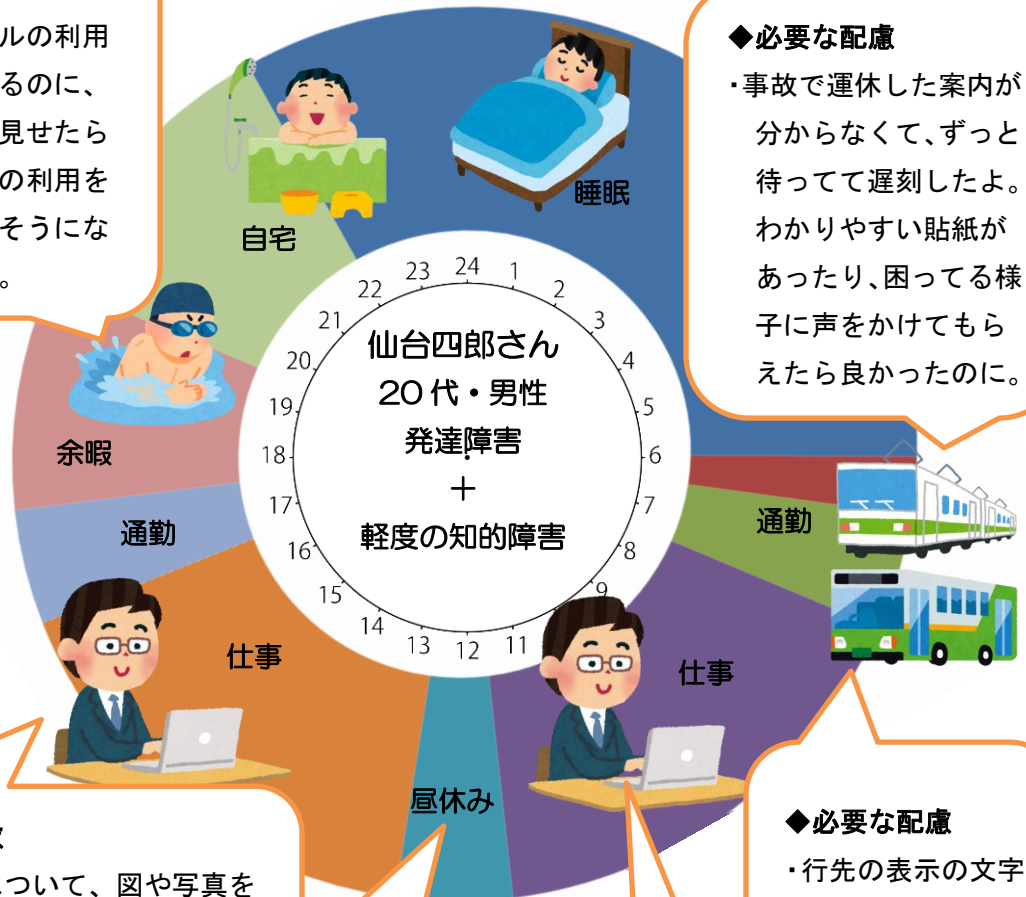 ルの利用
るのに、
見せたら
の利用を
そうにな
。
◆必要な配慮
・事故で運休した案内が
分からなくて、ずっと
待ってて遅刻したよ。
わかりやすい貼紙が
あったり、困ってる様
子に声をかけてもら
えたら良かったのに。
睡眠
自宅
余暇
通勤
仕事
昼休み
仕事
通勤
24
1
2
3
4
5
6
7
8
9
11
12
13
14
15
16
17
18
19
20
21
22
23
仙台四郎さん
20代・男性
発達障害
＋
軽度の知的障害
ついて、図や写真を
◆必要な配慮
・行先の表示の文字